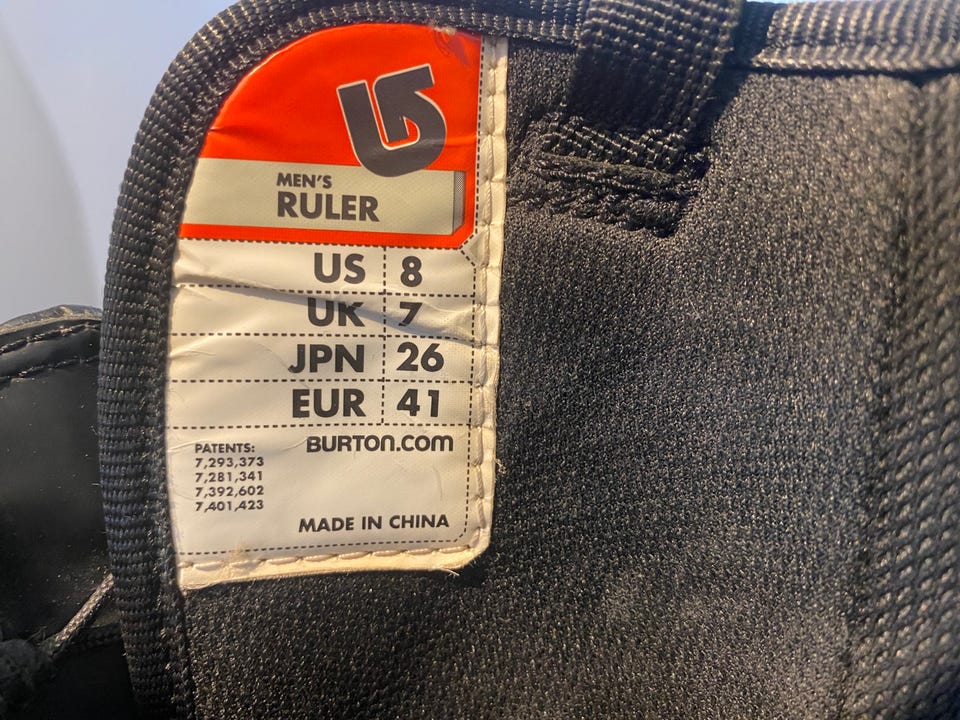 MEN'S
RULER
US 8
UK 7
JPN 26
EUR 41
BURTON.COM
PATENTS:
7,293,373
7,281,341
7,392,602
7,401,423
MADE IN CHINA